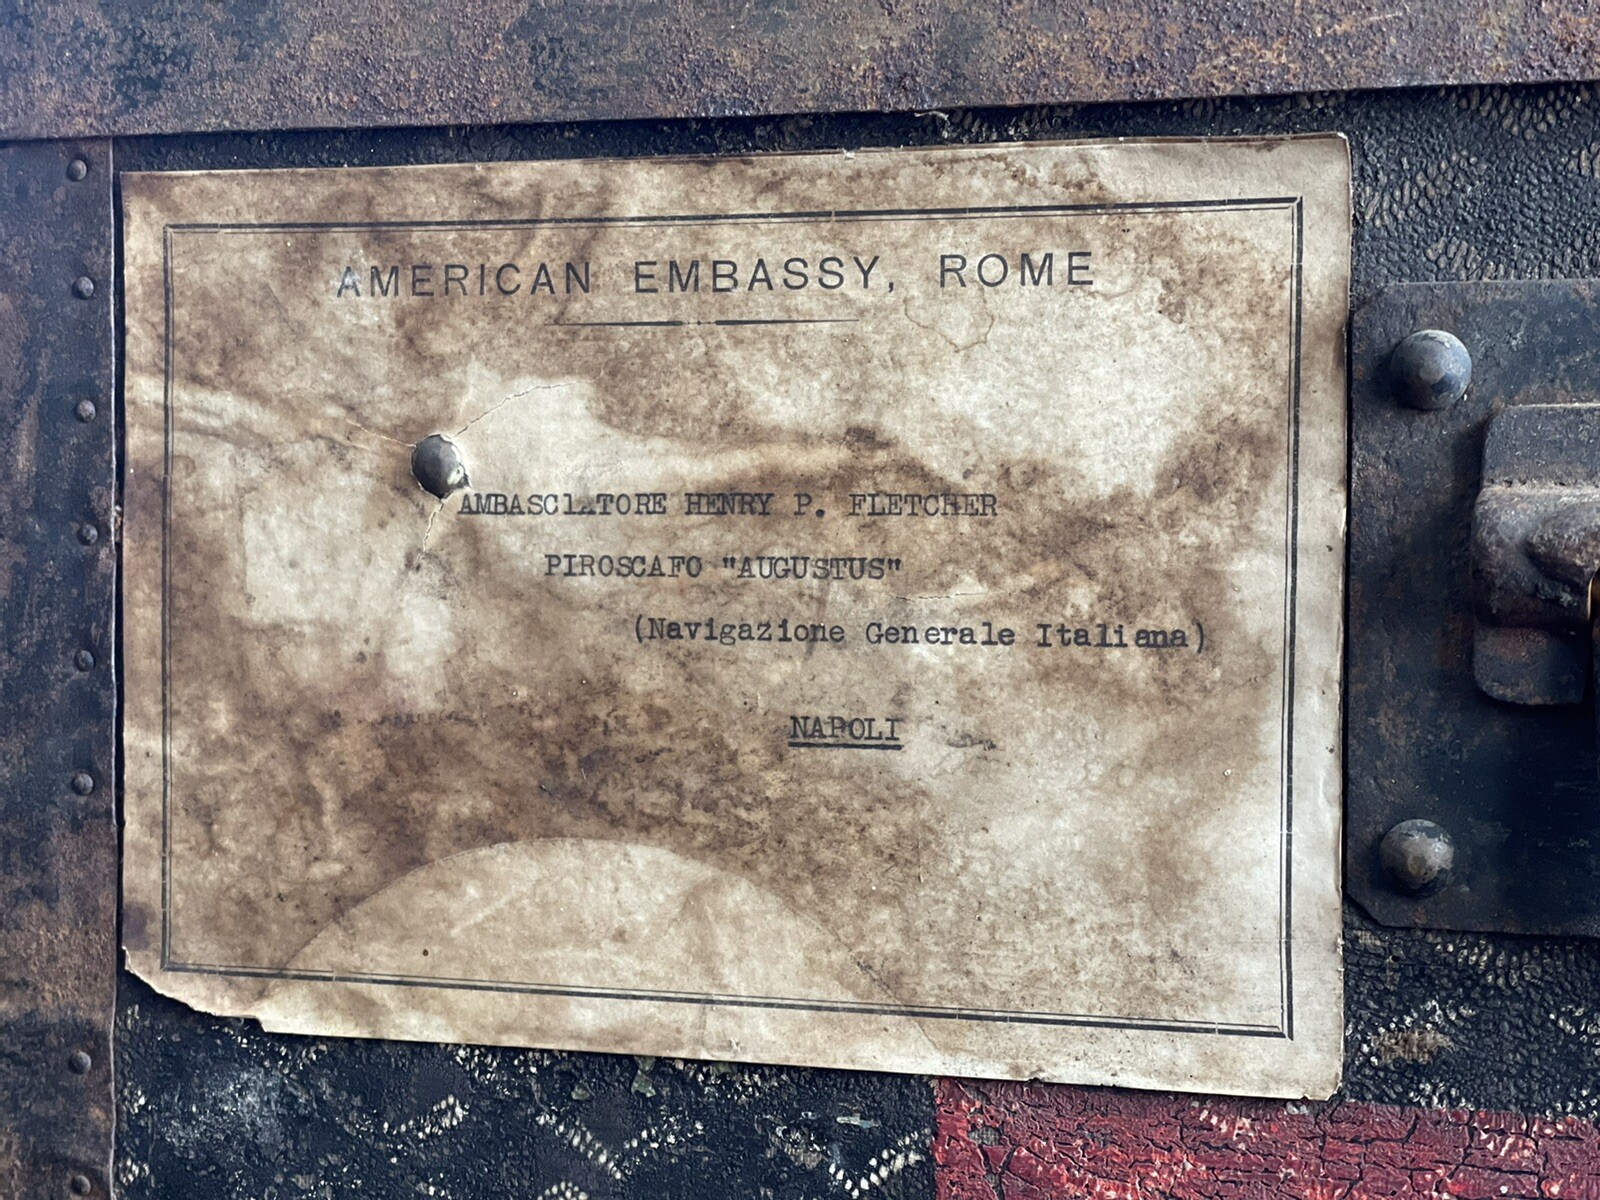 AMERICAN EMBASSY, ROME
AMBASCIATORE HENRY P. FLETCHER
PIROSCAFO "AUGUSTUS"
(Navigazione Generale Italiana)
NAPOLI